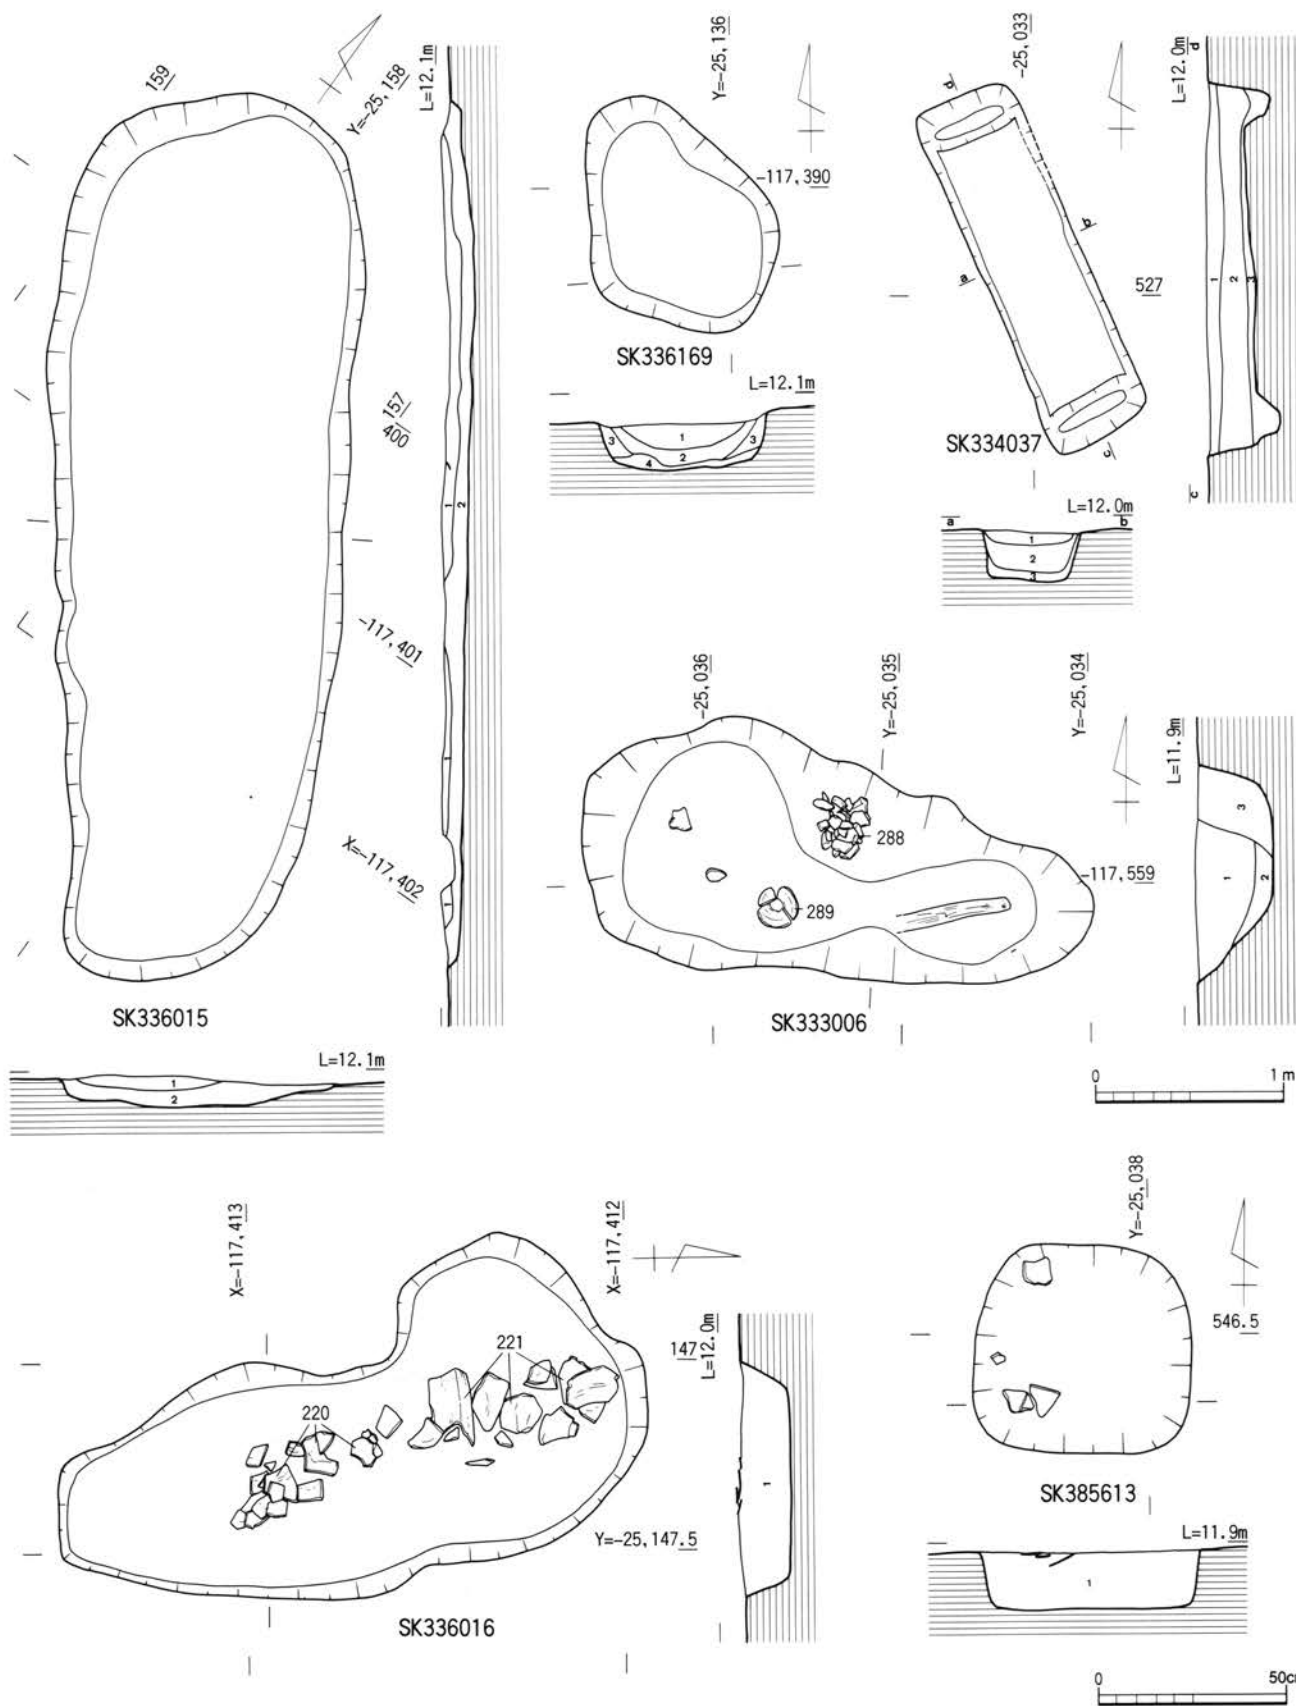 159
Y=-25,158
L=12.1m
157
400
-117,401
X=-117,402
1
2
1
1
SK336015
L=12.1m
1
2
Y=-25,136
-117,390
SK336169
L=12.1m
1
2
3
3
4
-25,033
527
a
b
c
d
SK334037
L=12.0m
a
b
1
2
3
L=12.0m
d
c
1
2
3
-25,036
Y=-25,035
Y=-25,034
288
289
-117,559
SK333006
L=11.9m
3
1
2
0 1m
X=-117,413
X=-117,412
221
220
147
Y=-25,147.5
SK336016
L=12.0m
1
Y=-25,038
546.5
SK385613
L=11.9m
1
0 50c